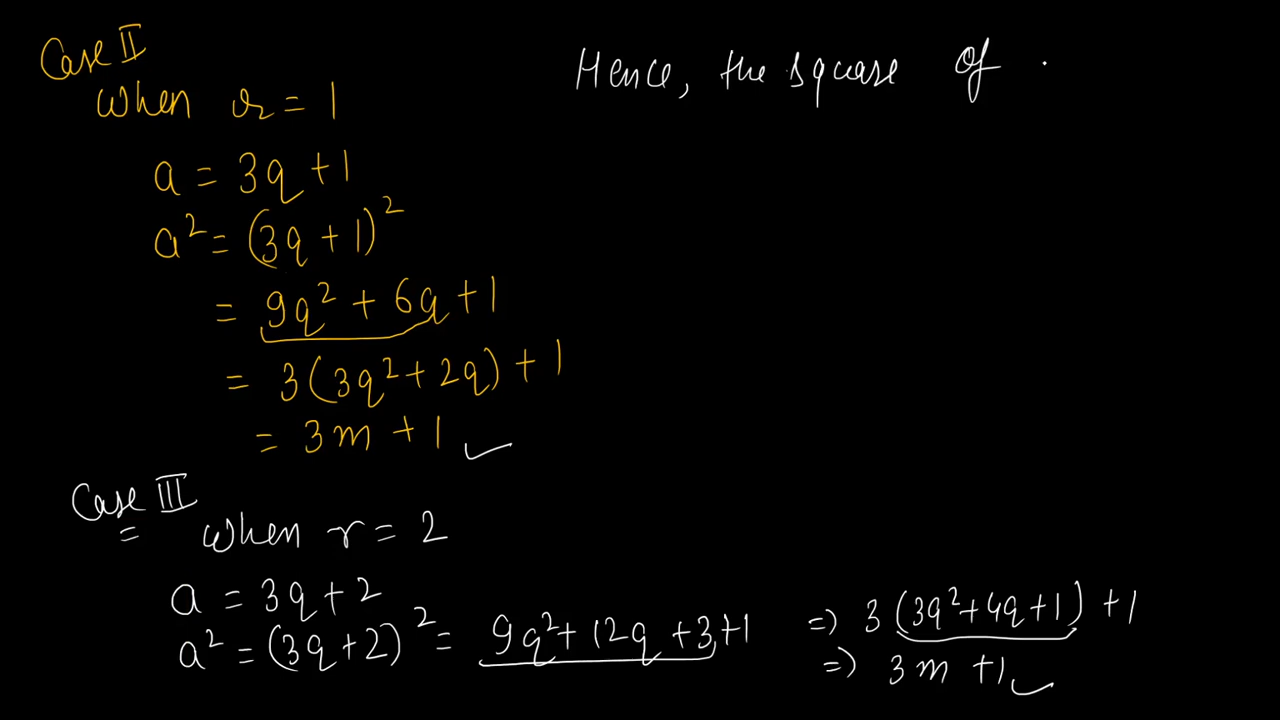 Case II
When r = 1
a = 3q + 1
a² = (3q + 1)²
= 9q² + 6q + 1
= 3(3q² + 2q) + 1
= 3m + 1 ✓
Case III
= When r = 2
a = 3q + 2
a² = (3q + 2)² = 9q² + 12q + 3 + 1 => 3(3q² + 4q + 1) + 1
=> 3m + 1 ✓
Hence, the square of .